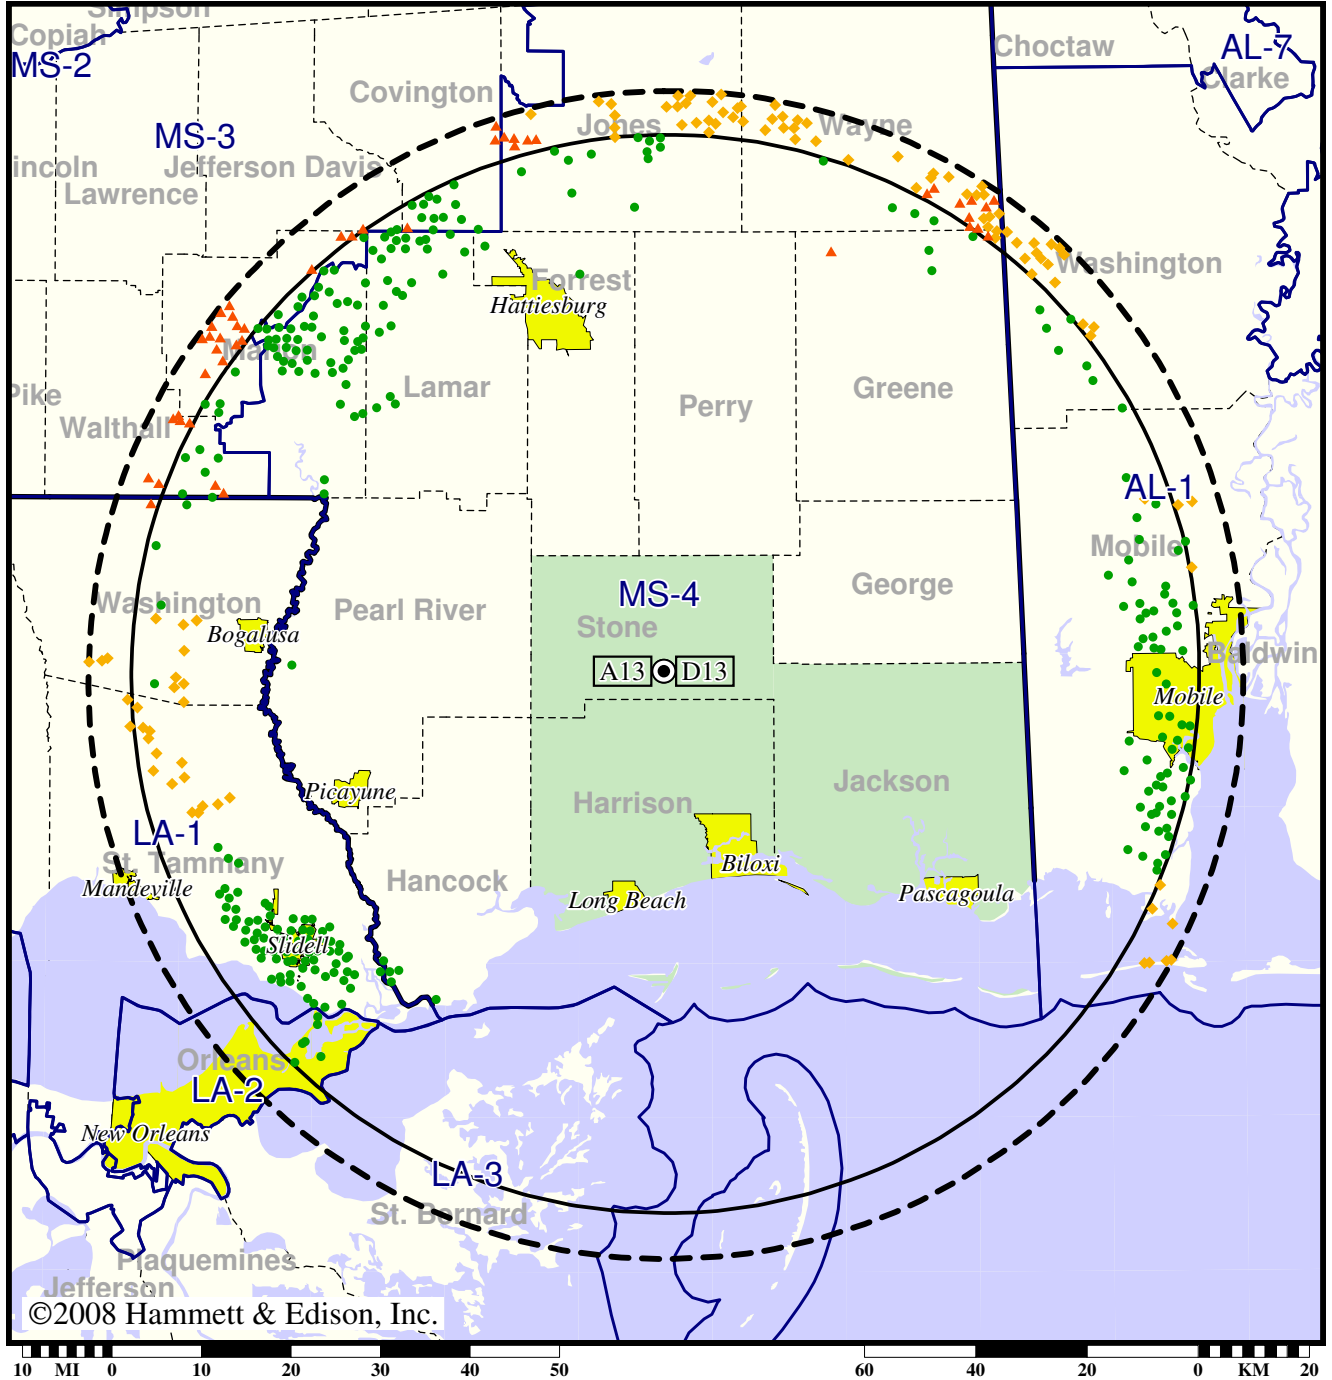 Simpson
Copiah
MS-2
Choctaw
AL-7
Clarke
Covington
MS-3
Jones
Wayne
incoln
Jefferson Davis
Lawrence
Washington
Forrest
Hattiesburg
Marion
Pike
Lamar
Greene
Perry
Walthall
AL-1
Mobile
George
MS-4
Washington
Pearl River
Stone
Bogalusa
Baldwin
A13
D13
Mobile
Jackson
Picayune
Harrison
LA-1
St. Tammany
Biloxi
Hancock
Mandeville
Long Beach
Pascagoula
Slidell
Orleans
LA-2
New Orleans
LA-3
St. Bernard
Plaquemines
Jefferson
©2008 Hammett & Edison, Inc.
10 MI 0 10 20 30 40 50 60 40 20 0 KM 20